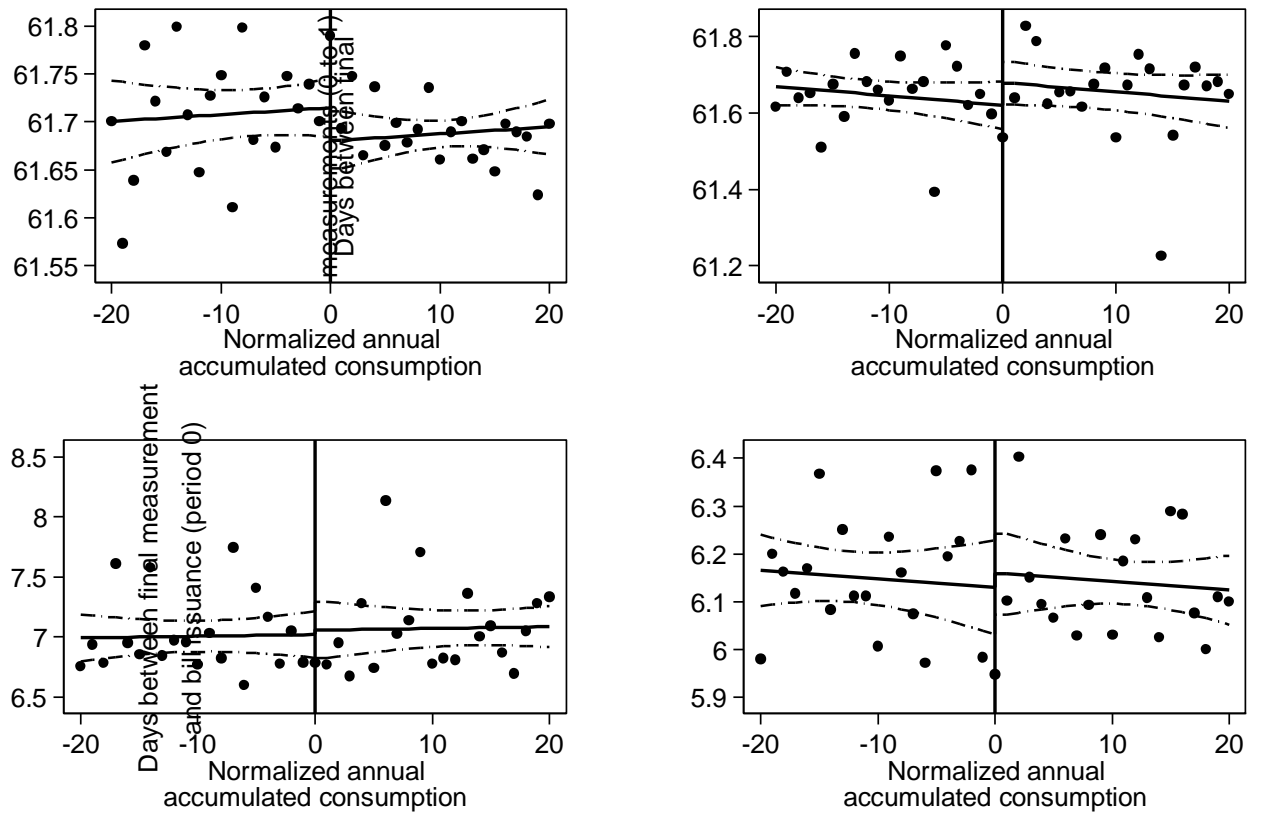 61.8
61.75
61.7
61.65
61.6
61.55
Days between final
measurements (0 to 1)
-20 -10 0 10 20
Normalized annual
accumulated consumption
61.8
61.6
61.4
61.2
-20 -10 0 10 20
Normalized annual
accumulated consumption
8.5
8
7.5
7
6.5
Days between final measurement
and bill issuance (period 0)
-20 -10 0 10 20
Normalized annual
accumulated consumption
6.4
6.3
6.2
6.1
6
5.9
-20 -10 0 10 20
Normalized annual
accumulated consumption